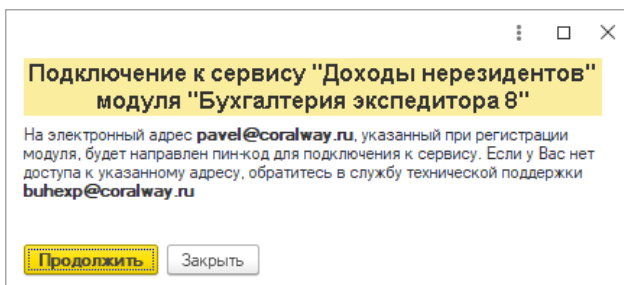 Подключение к сервису "Доходы нерезидентов"
модуля "Бухгалтерия экспедитора 8"
На электронный адрес pavel@coralway.ru, указанный при регистрации
модуля, будет направлен пин-код для подключения к сервису. Если у Вас нет
доступа к указанному адресу, обратитесь в службу технической поддержки
buhexp@coralway.ru
Продолжить Закрыть